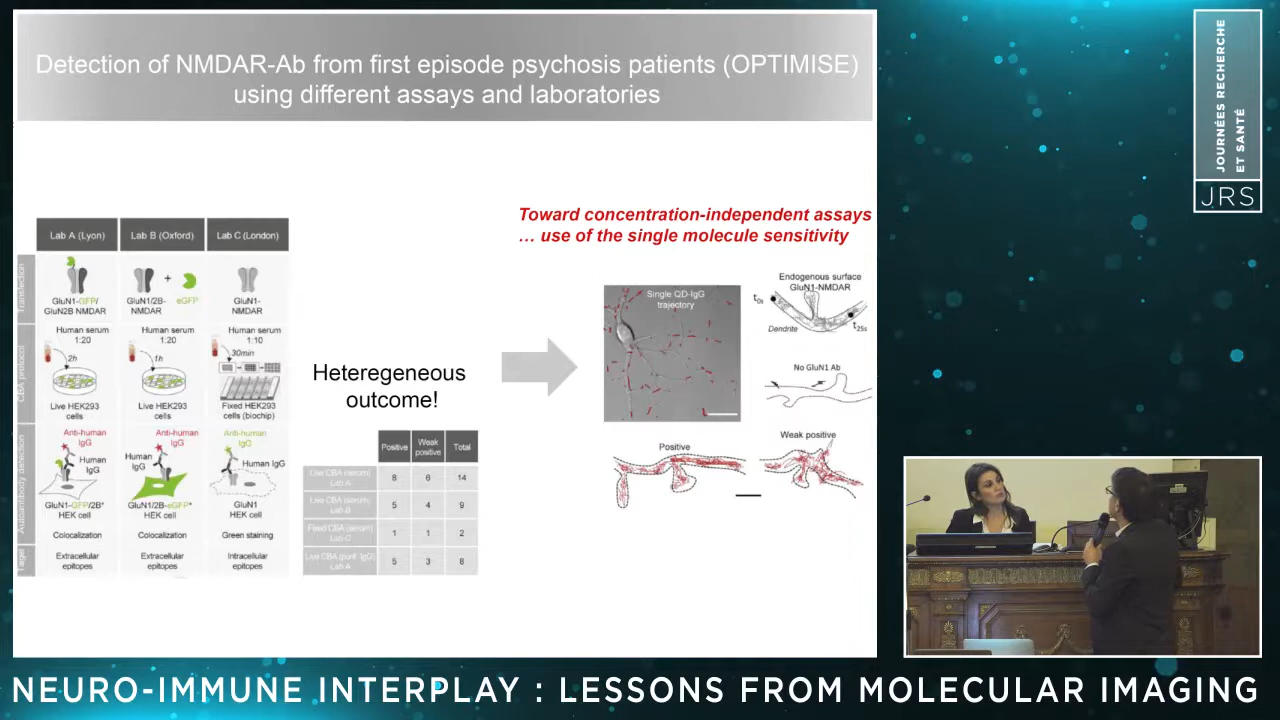 Detection of NMDAR-Ab from first episode psychosis patients (OPTIMISE)
using different assays and laboratories
JOURNÉES RECHERCHE
ET SANTÉ
JRS
Toward concentration-independent assays
... use of the single molecule sensitivity
Lab A (Lyon) Lab B (Oxford) Lab C (London)
Transfection
GluN1-GFP/
GluN2B NMDAR
+ eGFP
GluN1/2B-
NMDAR
GluN1-
NMDAR
CBA protocol
Human serum
1:20
2h
Live HEK293
cells
Human serum
1:20
1h
Live HEK293
cells
Human serum
1:10
30min
Fixed HEK293
cells (biochip)
Autoantibody detection
Anti-human
IgG
Human
IgG
GluN1-GFP/2B*
HEK cell
Colocalization
Anti-human
IgG
Human
IgG
GluN1/2B-eGFP*
HEK cell
Colocalization
Anti-human
IgG
Human IgG
GluN1
HEK cell
Green staining
Target
Extracellular
epitopes
Extracellular
epitopes
Intracellular
epitopes
Heteregeneous
outcome!
Positive Weak positive Total
Live CBA (serum) Lab A 8 6 14
Live CBA (serum) Lab B 5 4 9
Fixed CBA (serum) Lab C 1 1 2
Live CBA (purif. IgG) Lab A 5 3 8
Single QD-IgG
trajectory
Endogenous surface
GluN1-NMDAR
t0s
Dendrite
t25s
No GluN1 Ab
Positive
Weak positive
NEURO-IMMUNE INTERPLAY : LESSONS FROM MOLECULAR IMAGING